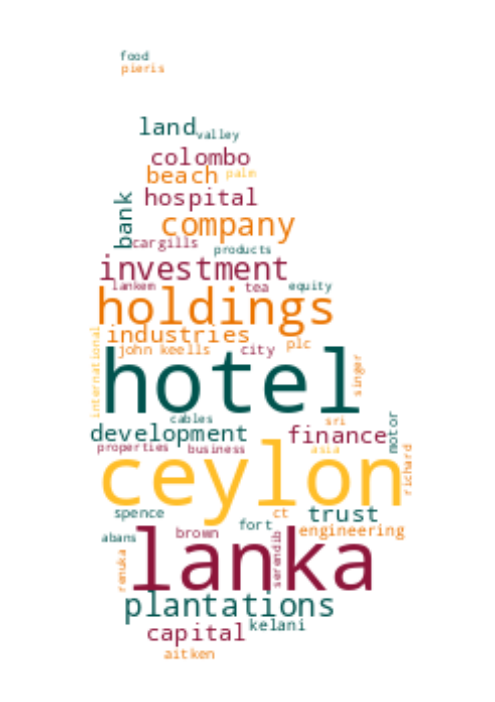 food
pieris
land
valley
colombo
beach palm
hospital
bank
company
cargills
products
investment
lankem tea equity
holdings
industries
international
john keells city plc
hotel
singer
cables
sri
development
finance
motor
properties business asia
richard
ceylon
spence ct trust
fort
abans brown engineering
lanka
serendib
renuka
plantations
kelani
capital
aitken